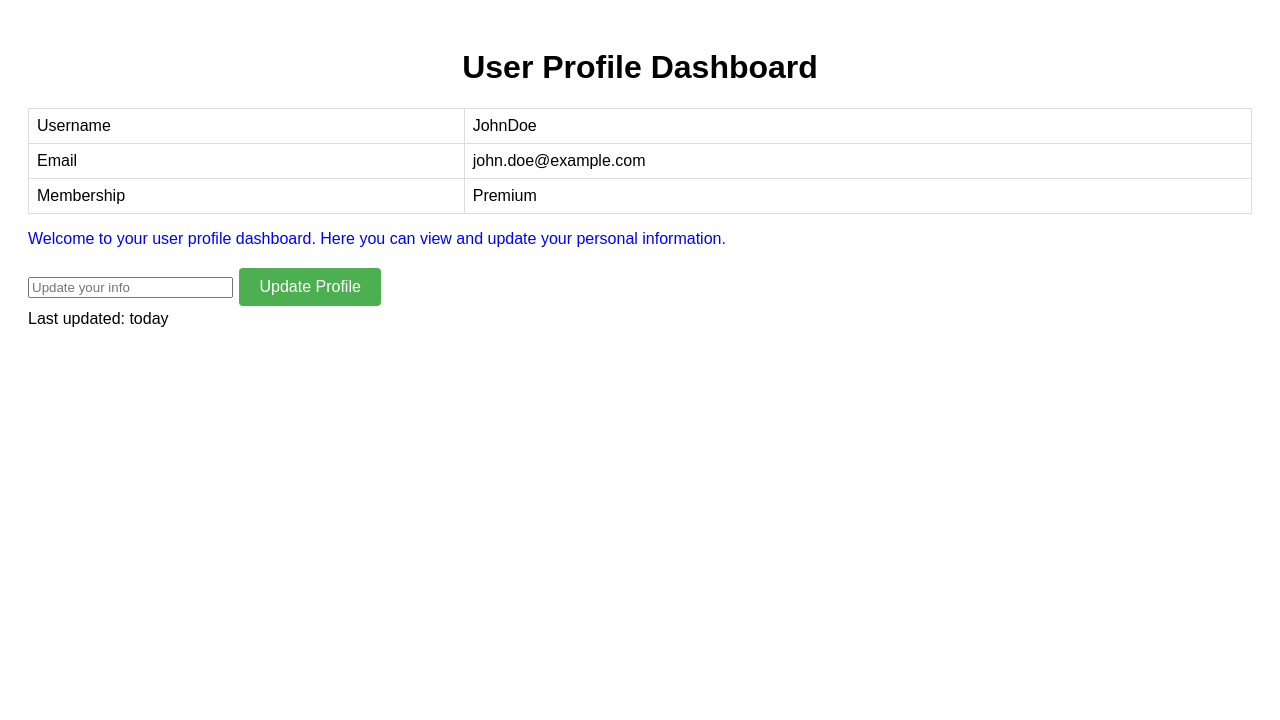 User Profile Dashboard
Username JohnDoe
Email john.doe@example.com
Membership Premium
Welcome to your user profile dashboard. Here you can view and update your personal information.
Update your info Update Profile
Last updated: today